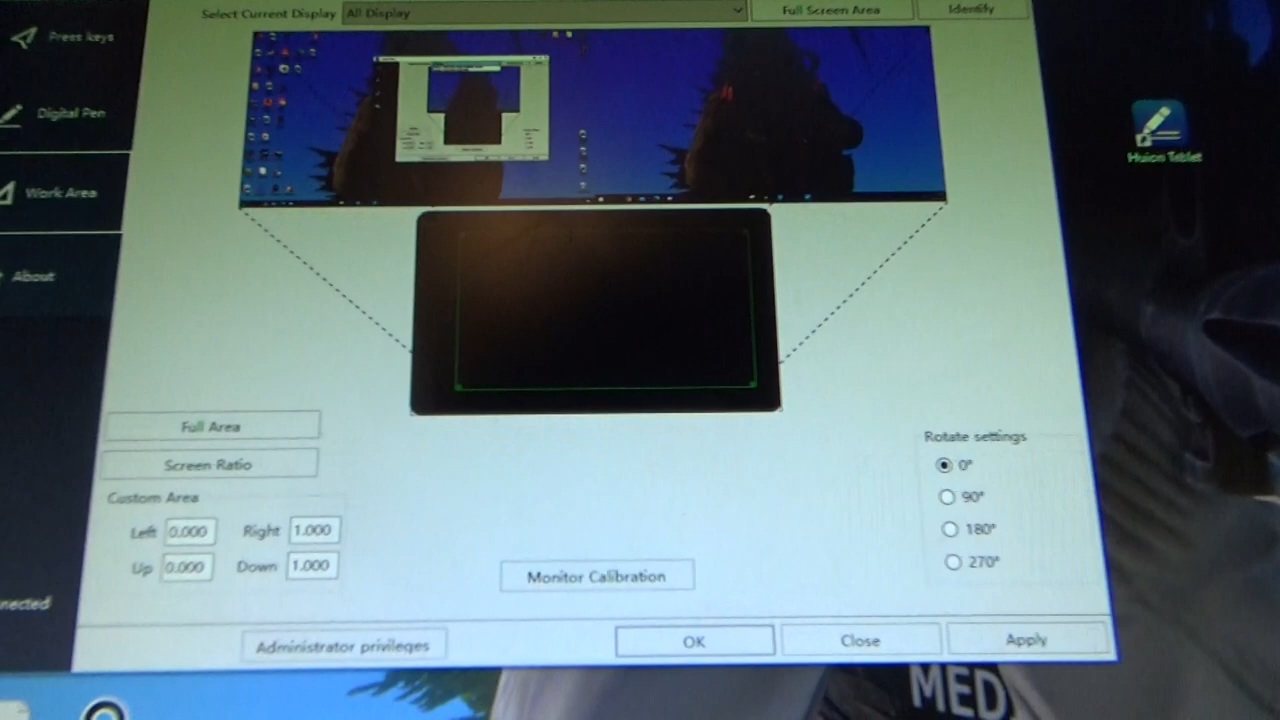 Select Current Display All Display Full Screen Area Identify
Press keys
Digital Pen
Work Area
About
Huion Tablet
Full Area
Screen Ratio
Custom Area
Left 0.000 Right 1.000
Up 0.000 Down 1.000
Rotate settings
0°
90°
180°
270°
Monitor Calibration
nected
Administrator privileges OK Close Apply
MED